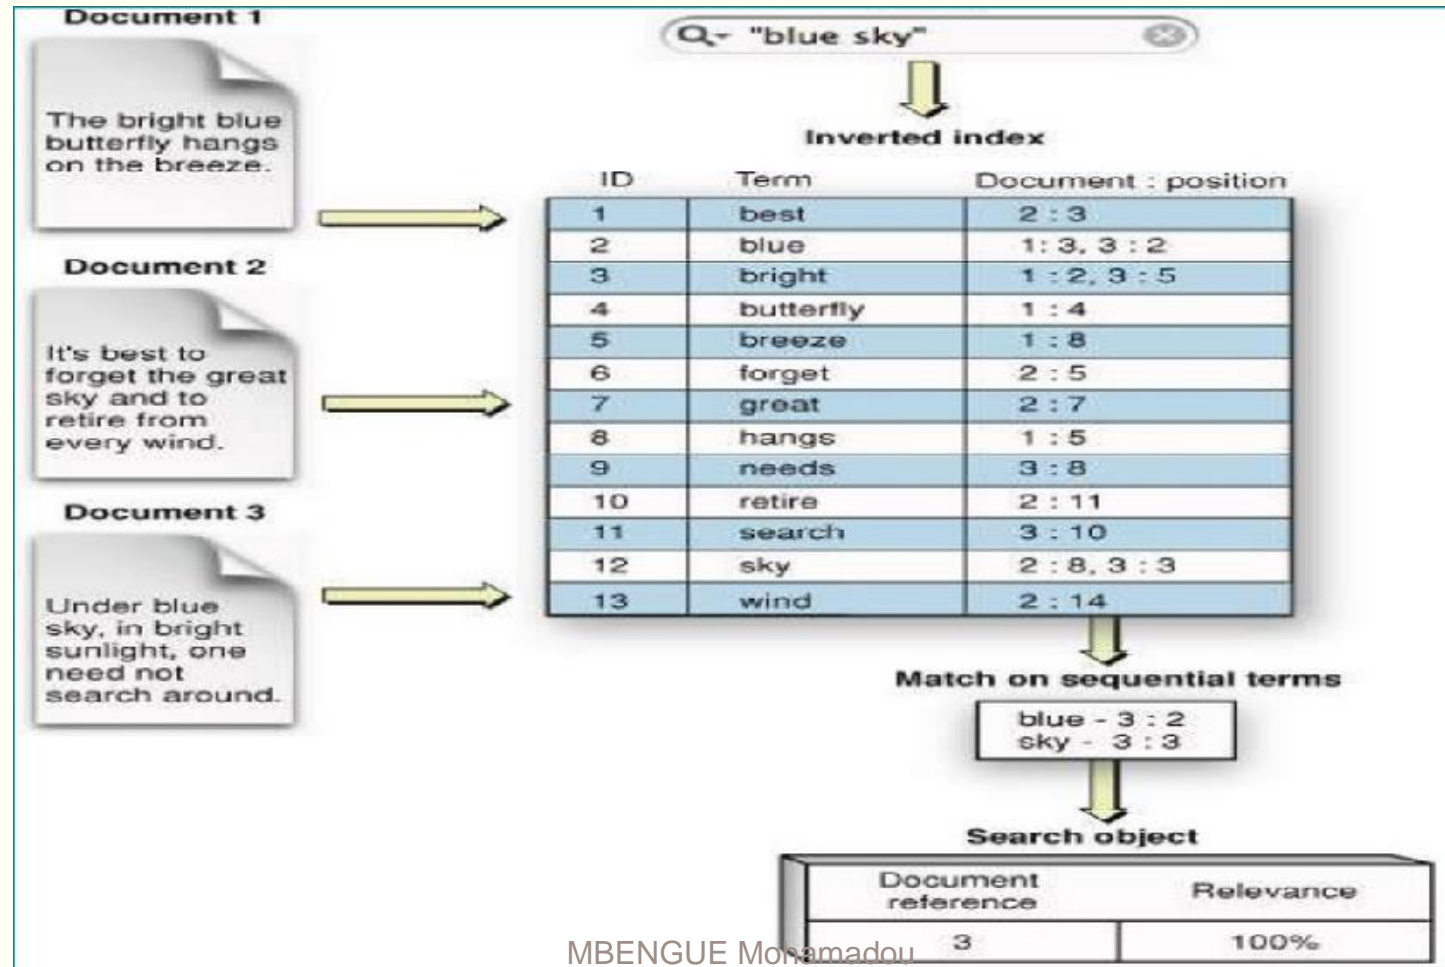 Document 1
The bright blue
butterfly hangs
on the breeze.
Document 2
It's best to
forget the great
sky and to
retire from
every wind.
Document 3
Under blue
sky, in bright
sunlight, one
need not
search around.
"blue sky"
Inverted index
ID Term Document : position
1 best 2 : 3
2 blue 1: 3, 3 : 2
3 bright 1 : 2, 3 : 5
4 butterfly 1 : 4
5 breeze 1 : 8
6 forget 2 : 5
7 great 2 : 7
8 hangs 1 : 5
9 needs 3 : 8
10 retire 2 : 11
11 search 3 : 10
12 sky 2 : 8, 3 : 3
13 wind 2 : 14
Match on sequential terms
blue - 3 : 2
sky - 3 : 3
Search object
Document
reference
Relevance
3 100%
MBENGUE Mohamadou